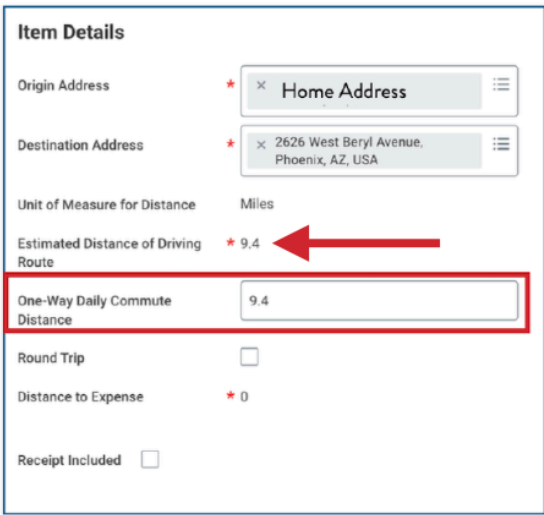 Item Details
Origin Address * × Home Address
Destination Address * × 2626 West Beryl Avenue,
Phoenix, AZ, USA
Unit of Measure for Distance Miles
Estimated Distance of Driving
Route * 9.4
One-Way Daily Commute
Distance 9.4
Round Trip
Distance to Expense * 0
Receipt Included